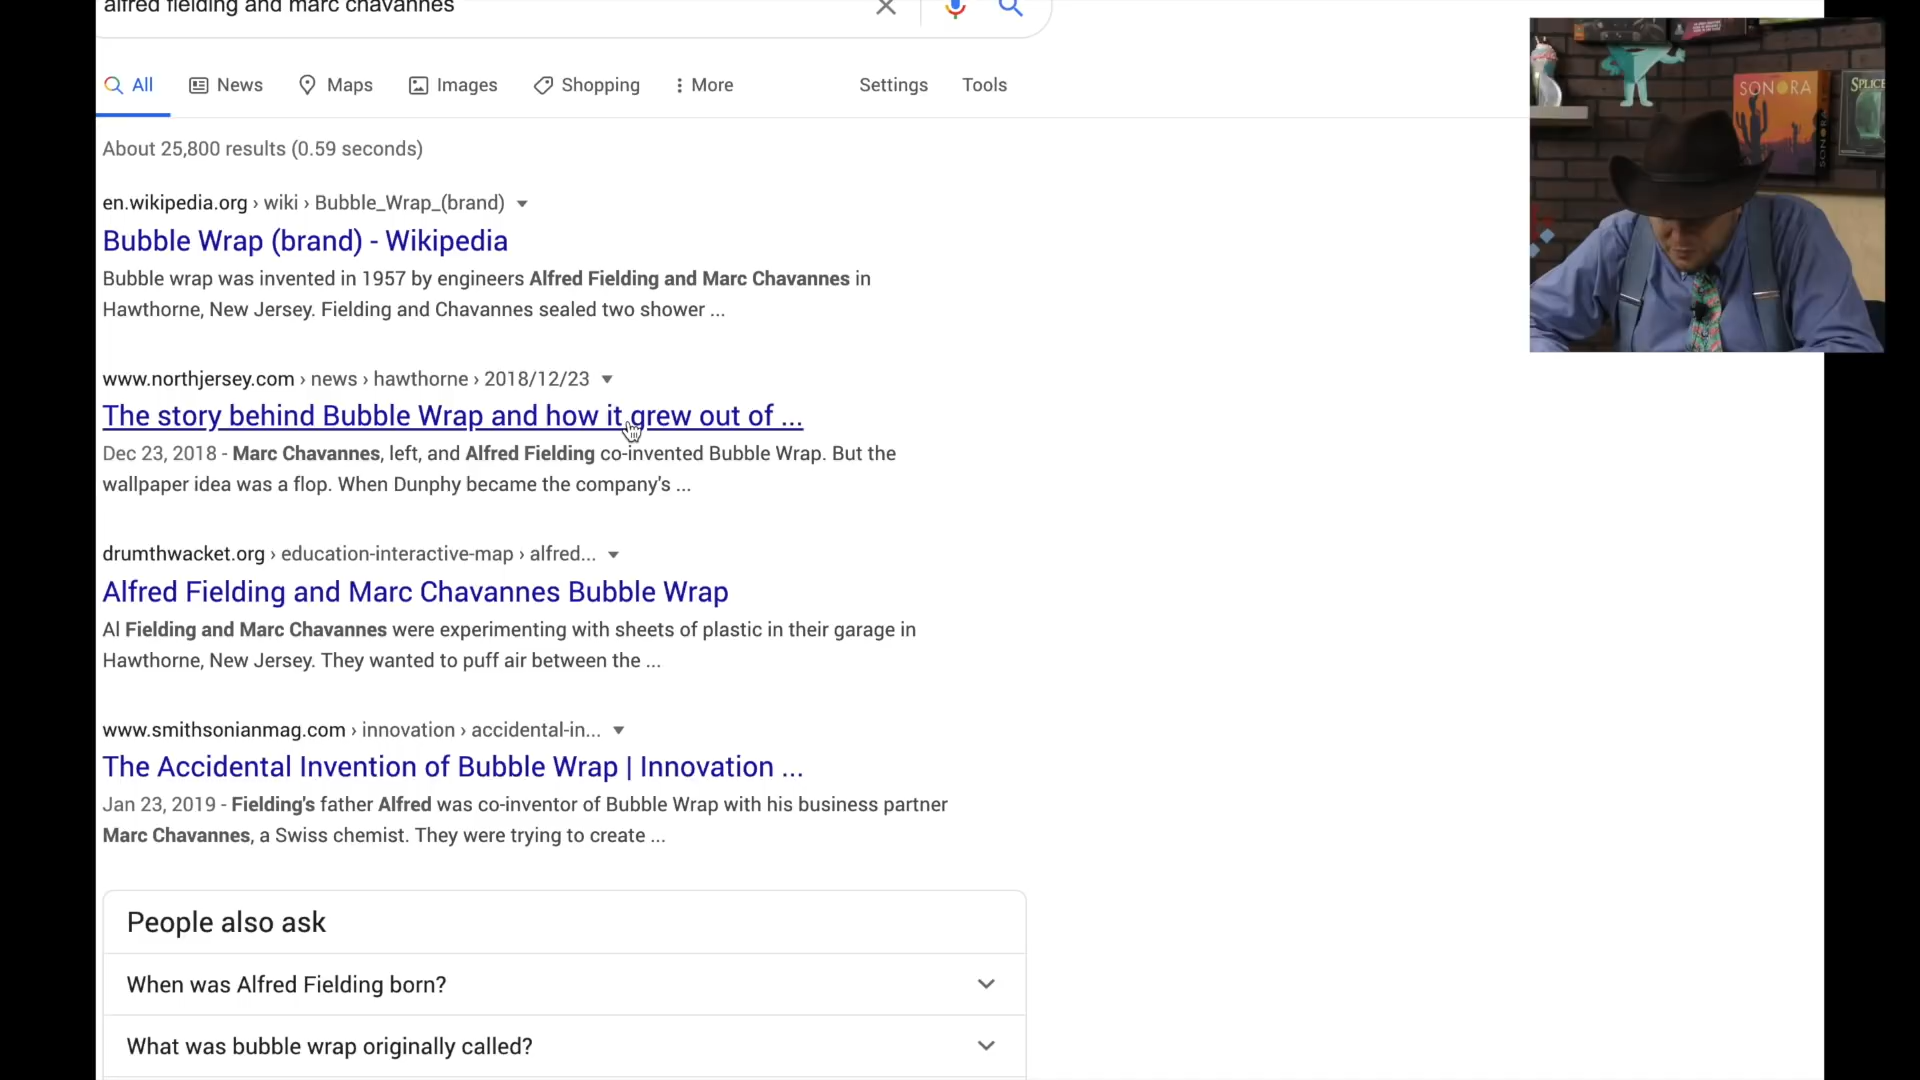 alfred fielding and marc chavannes
All News Maps Images Shopping More Settings Tools
About 25,800 results (0.59 seconds)
en.wikipedia.org › wiki › Bubble_Wrap_(brand)
Bubble Wrap (brand) - Wikipedia
Bubble wrap was invented in 1957 by engineers Alfred Fielding and Marc Chavannes in
Hawthorne, New Jersey. Fielding and Chavannes sealed two shower ...
www.northjersey.com › news › hawthorne › 2018/12/23
The story behind Bubble Wrap and how it grew out of ...
Dec 23, 2018 - Marc Chavannes, left, and Alfred Fielding co-invented Bubble Wrap. But the
wallpaper idea was a flop. When Dunphy became the company's ...
drumthwacket.org › education-interactive-map › alfred...
Alfred Fielding and Marc Chavannes Bubble Wrap
Al Fielding and Marc Chavannes were experimenting with sheets of plastic in their garage in
Hawthorne, New Jersey. They wanted to puff air between the ...
www.smithsonianmag.com › innovation › accidental-in...
The Accidental Invention of Bubble Wrap | Innovation ...
Jan 23, 2019 - Fielding's father Alfred was co-inventor of Bubble Wrap with his business partner
Marc Chavannes, a Swiss chemist. They were trying to create ...
People also ask
When was Alfred Fielding born?
What was bubble wrap originally called?
SONORA
SONORA
SPLICE